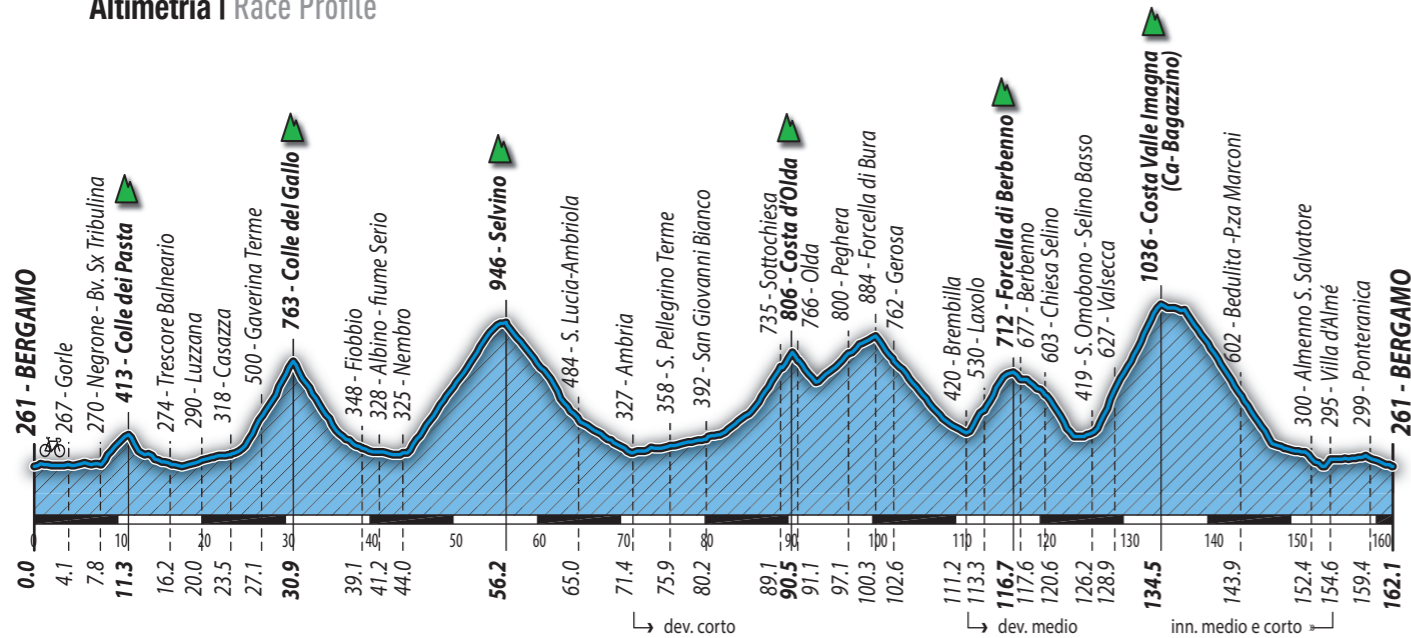 Altimetria | Race Profile
261 - BERGAMO
267 - Gorle
270 - Negrone - Bv. Sx Tribulina
413 - Colle dei Pasta
274 - Trescore Balneario
290 - Luzzana
318 - Casazza
500 - Gaverina Terme
763 - Colle del Gallo
348 - Fiobbio
328 - Albino - fiume Serio
325 - Nembro
946 - Selvino
484 - S. Lucia-Ambriola
327 - Ambria
358 - S. Pellegrino Terme
392 - San Giovanni Bianco
735 - Sottochiesa
806 - Costa d'Olda
766 - Olda
800 - Peghera
884 - Forcella di Bura
762 - Gerosa
420 - Brembilla
530 - Laxolo
712 - Forcella di Berbenno
677 - Berbenno
603 - Chiesa Selino
419 - S. Omobono - Selino Basso
627 - Valsecca
1036 - Costa Valle Imagna
(Ca- Bagazzino)
602 - Bedulita -P.za Marconi
300 - Almenno S. Salvatore
295 - Villa d'Almé
299 - Ponteranica
261 - BERGAMO
0 10 20 30 40 50 60 70 80 90 100 110 120 130 140 150 160
0.0
4.1
7.8
11.3
16.2
20.0
23.5
27.1
30.9
39.1
41.2
44.0
56.2
65.0
71.4
75.9
80.2
89.1
90.5
91.1
97.1
100.3
102.6
111.2
113.3
116.7
117.6
120.6
126.2
128.9
134.5
143.9
152.4
154.6
159.4
162.1
dev. corto
dev. medio
inn. medio e corto